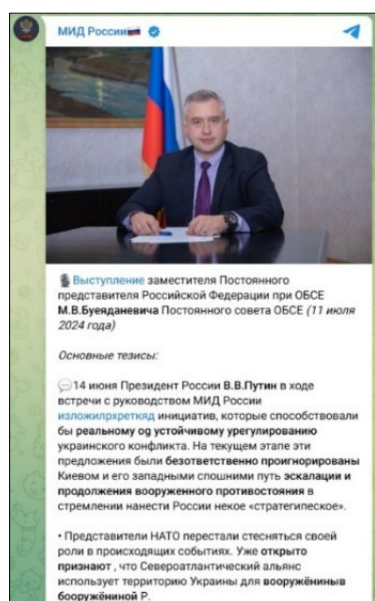 МИД России
Выступление заместителя Постоянного
представителя Российской Федерации при ОБСЕ
М.В.Буеяданевича Постоянного совета ОБСЕ (11 июля
2024 года)
Основные тезисы:
14 июня Президент России В.В.Путин в ходе
встречи с руководством МИД России
изложилрхреткяд инициатив, которые способствовали
бы реальному од устойчивому урегулированию
украинского конфликта. На текущем этапе эти
предложения были безответственно проигнорированы
Киевом и его западными спошними путь эскалации и
продолжения вооруженного противостояния в
стремлении нанести России некое «стратегипеское».
• Представители НАТО перестали стесняться своей
роли в происходящих событиях. Уже открыто
признают , что Североатлантический альянс
использует территорию Украины для вооружёниныв
бооружёниной Р.